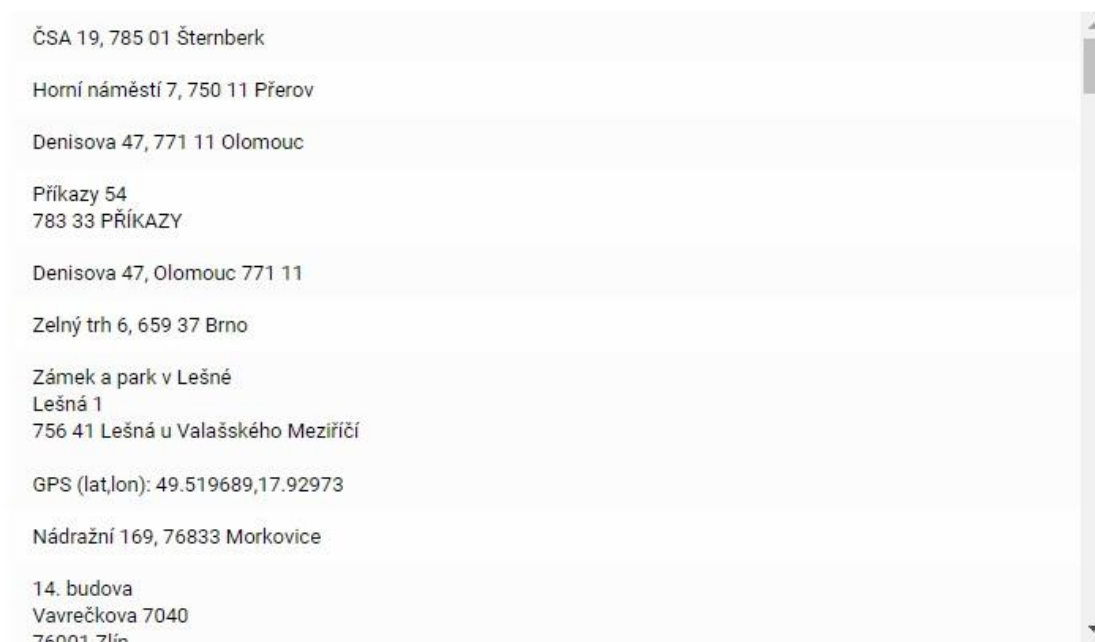 ČSA 19, 785 01 Šternberk
Horní náměstí 7, 750 11 Přerov
Denisova 47, 771 11 Olomouc
Příkazy 54
783 33 PŘÍKAZY
Denisova 47, Olomouc 771 11
Zelný trh 6, 659 37 Brno
Zámek a park v Lešné
Lešná 1
756 41 Lešná u Valašského Meziříčí
GPS (lat,lon): 49.519689,17.92973
Nádražní 169, 76833 Morkovice
14. budova
Vavrečkova 7040
76001 Zlín